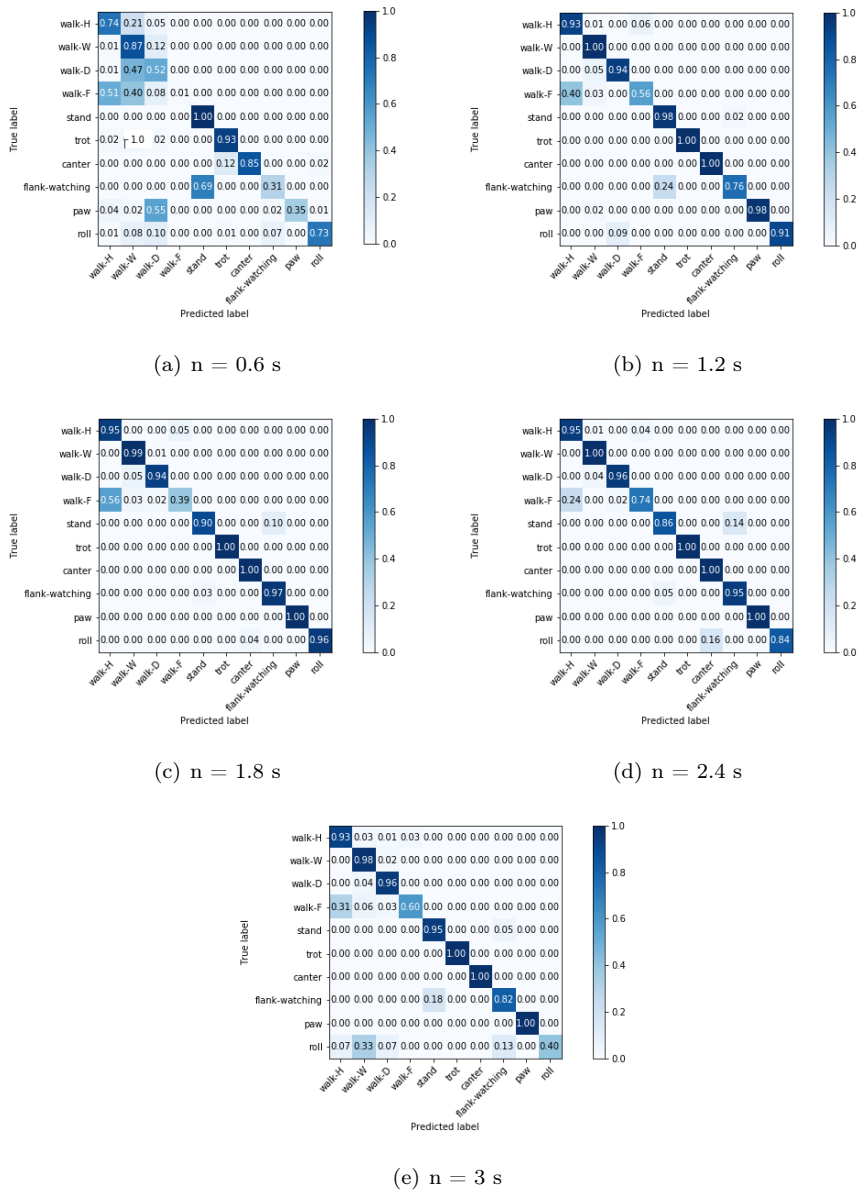 True label
walk-H 0.74 0.21 0.05 0.00 0.00 0.00 0.00 0.00 0.00 0.00
walk-W 0.01 0.87 0.12 0.00 0.00 0.00 0.00 0.00 0.00 0.00
walk-D 0.01 0.47 0.52 0.00 0.00 0.00 0.00 0.00 0.00 0.00
walk-F 0.51 0.40 0.08 0.01 0.00 0.00 0.00 0.00 0.00 0.00
stand 0.00 0.00 0.00 0.00 1.00 0.00 0.00 0.00 0.00 0.00
trot 0.02 1.0 02 0.00 0.00 0.93 0.00 0.00 0.00 0.00
canter 0.00 0.00 0.00 0.00 0.00 0.12 0.85 0.00 0.00 0.02
flank-watching 0.00 0.00 0.00 0.00 0.69 0.00 0.00 0.31 0.00 0.00
paw 0.04 0.02 0.55 0.00 0.00 0.00 0.00 0.02 0.35 0.01
roll 0.01 0.08 0.10 0.00 0.00 0.01 0.00 0.07 0.00 0.73
walk-H walk-W walk-D walk-F stand trot canter flank-watching paw roll
Predicted label
1.0
0.8
0.6
0.4
0.2
0.0
(a) n = 0.6 s
True label
walk-H 0.93 0.01 0.00 0.06 0.00 0.00 0.00 0.00 0.00 0.00
walk-W 0.00 1.00 0.00 0.00 0.00 0.00 0.00 0.00 0.00 0.00
walk-D 0.00 0.05 0.94 0.00 0.00 0.00 0.00 0.00 0.00 0.00
walk-F 0.40 0.03 0.00 0.56 0.00 0.00 0.00 0.00 0.00 0.00
stand 0.00 0.00 0.00 0.00 0.98 0.00 0.00 0.02 0.00 0.00
trot 0.00 0.00 0.00 0.00 0.00 1.00 0.00 0.00 0.00 0.00
canter 0.00 0.00 0.00 0.00 0.00 0.00 1.00 0.00 0.00 0.00
flank-watching 0.00 0.00 0.00 0.00 0.24 0.00 0.00 0.76 0.00 0.00
paw 0.00 0.02 0.00 0.00 0.00 0.00 0.00 0.00 0.98 0.00
roll 0.00 0.00 0.09 0.00 0.00 0.00 0.00 0.00 0.00 0.91
walk-H walk-W walk-D walk-F stand trot canter flank-watching paw roll
Predicted label
1.0
0.8
0.6
0.4
0.2
0.0
(b) n = 1.2 s
True label
walk-H 0.95 0.00 0.00 0.05 0.00 0.00 0.00 0.00 0.00 0.00
walk-W 0.00 0.99 0.01 0.00 0.00 0.00 0.00 0.00 0.00 0.00
walk-D 0.00 0.05 0.94 0.00 0.00 0.00 0.00 0.00 0.00 0.00
walk-F 0.56 0.03 0.02 0.39 0.00 0.00 0.00 0.00 0.00 0.00
stand 0.00 0.00 0.00 0.00 0.90 0.00 0.00 0.10 0.00 0.00
trot 0.00 0.00 0.00 0.00 0.00 1.00 0.00 0.00 0.00 0.00
canter 0.00 0.00 0.00 0.00 0.00 0.00 1.00 0.00 0.00 0.00
flank-watching 0.00 0.00 0.00 0.00 0.03 0.00 0.00 0.97 0.00 0.00
paw 0.00 0.00 0.00 0.00 0.00 0.00 0.00 0.00 1.00 0.00
roll 0.00 0.00 0.00 0.00 0.00 0.00 0.04 0.00 0.00 0.96
walk-H walk-W walk-D walk-F stand trot canter flank-watching paw roll
Predicted label
1.0
0.8
0.6
0.4
0.2
0.0
(c) n = 1.8 s
True label
walk-H 0.95 0.01 0.00 0.04 0.00 0.00 0.00 0.00 0.00 0.00
walk-W 0.00 1.00 0.00 0.00 0.00 0.00 0.00 0.00 0.00 0.00
walk-D 0.00 0.04 0.96 0.00 0.00 0.00 0.00 0.00 0.00 0.00
walk-F 0.24 0.00 0.02 0.74 0.00 0.00 0.00 0.00 0.00 0.00
stand 0.00 0.00 0.00 0.00 0.86 0.00 0.00 0.14 0.00 0.00
trot 0.00 0.00 0.00 0.00 0.00 1.00 0.00 0.00 0.00 0.00
canter 0.00 0.00 0.00 0.00 0.00 0.00 1.00 0.00 0.00 0.00
flank-watching 0.00 0.00 0.00 0.00 0.05 0.00 0.00 0.95 0.00 0.00
paw 0.00 0.00 0.00 0.00 0.00 0.00 0.00 0.00 1.00 0.00
roll 0.00 0.00 0.00 0.00 0.00 0.00 0.16 0.00 0.00 0.84
walk-H walk-W walk-D walk-F stand trot canter flank-watching paw roll
Predicted label
1.0
0.8
0.6
0.4
0.2
0.0
(d) n = 2.4 s
True label
walk-H 0.93 0.03 0.01 0.03 0.00 0.00 0.00 0.00 0.00 0.00
walk-W 0.00 0.98 0.02 0.00 0.00 0.00 0.00 0.00 0.00 0.00
walk-D 0.00 0.04 0.96 0.00 0.00 0.00 0.00 0.00 0.00 0.00
walk-F 0.31 0.06 0.03 0.60 0.00 0.00 0.00 0.00 0.00 0.00
stand 0.00 0.00 0.00 0.00 0.95 0.00 0.00 0.05 0.00 0.00
trot 0.00 0.00 0.00 0.00 0.00 1.00 0.00 0.00 0.00 0.00
canter 0.00 0.00 0.00 0.00 0.00 0.00 1.00 0.00 0.00 0.00
flank-watching 0.00 0.00 0.00 0.00 0.18 0.00 0.00 0.82 0.00 0.00
paw 0.00 0.00 0.00 0.00 0.00 0.00 0.00 0.00 1.00 0.00
roll 0.07 0.33 0.07 0.00 0.00 0.00 0.00 0.13 0.00 0.40
walk-H walk-W walk-D walk-F stand trot canter flank-watching paw roll
Predicted label
1.0
0.8
0.6
0.4
0.2
0.0
(e) n = 3 s